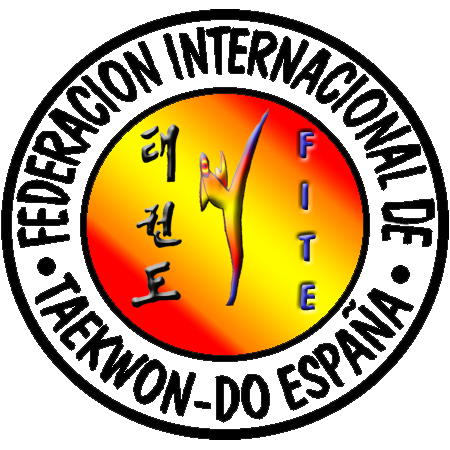 FEDERACION INTERNACIONAL DE
TAEKWON-DO ESPAÑA
태권도
FITE